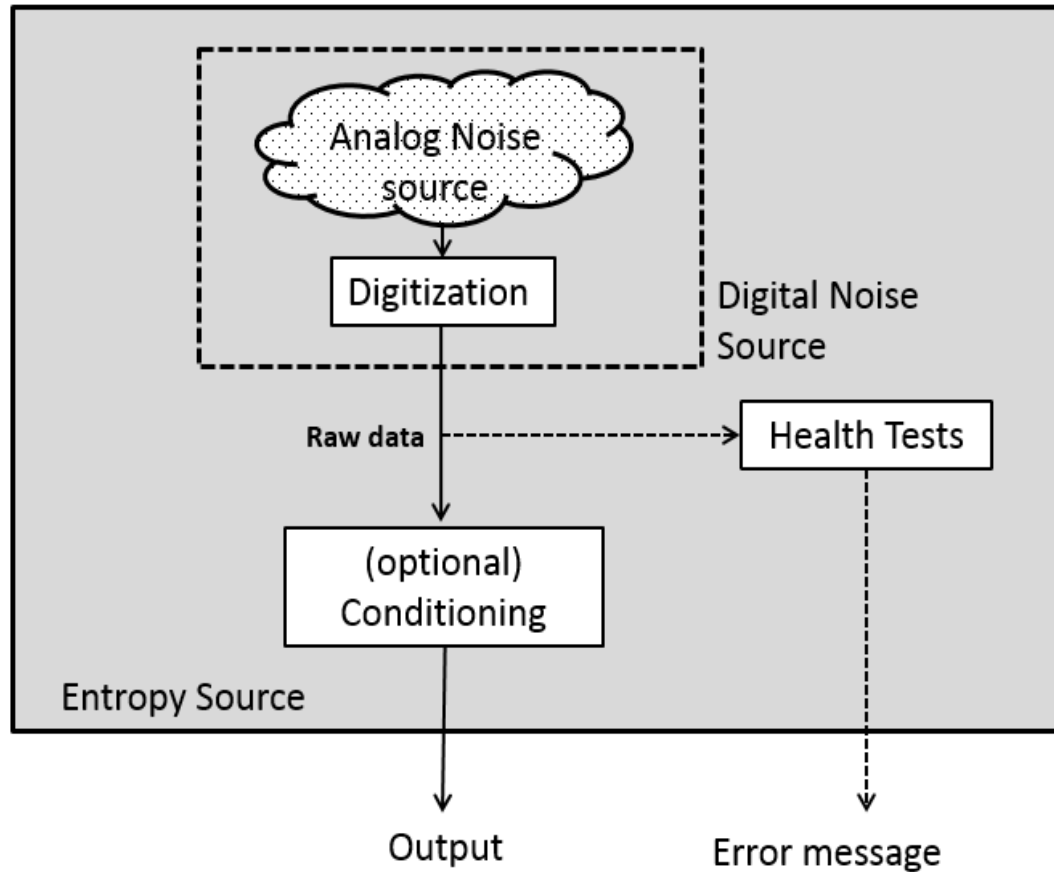 Analog Noise
source
Digitization
Digital Noise
Source
Raw data
Health Tests
(optional)
Conditioning
Entropy Source
Output
Error message